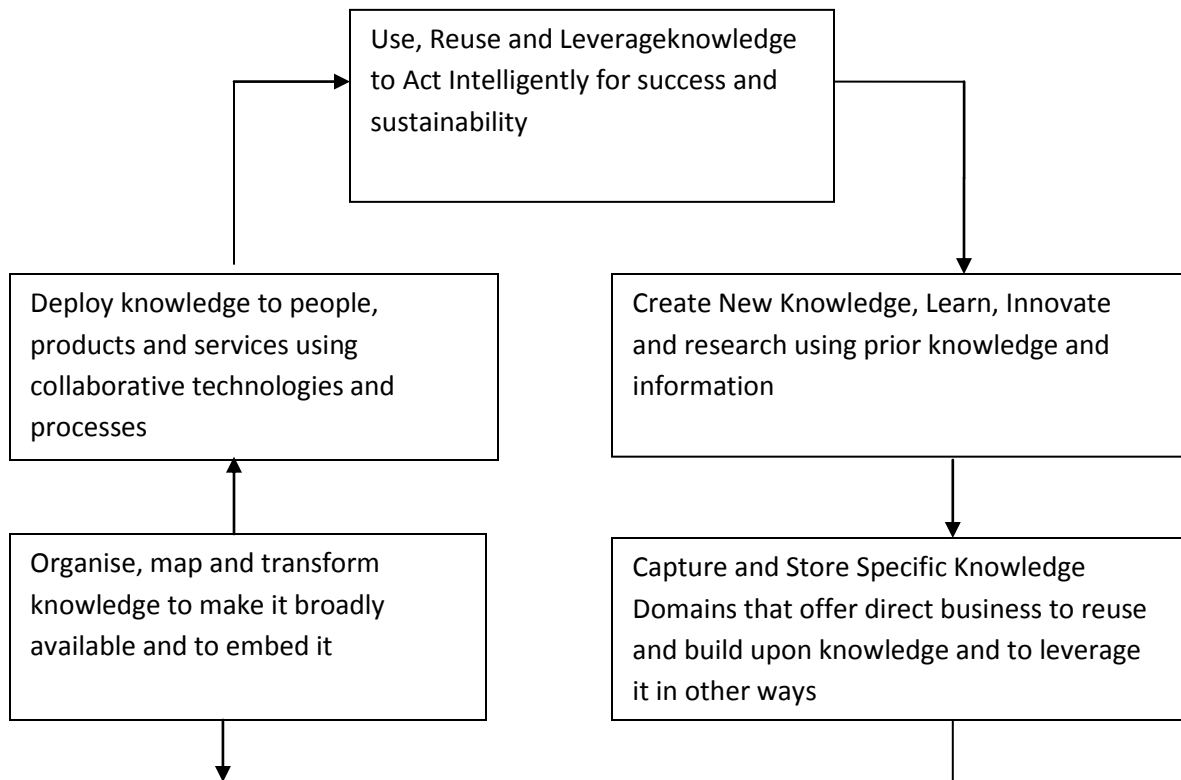 Use, Reuse and Leverageknowledge
to Act Intelligently for success and
sustainability
Deploy knowledge to people,
products and services using
collaborative technologies and
processes
Create New Knowledge, Learn, Innovate
and research using prior knowledge and
information
Organise, map and transform
knowledge to make it broadly
available and to embed it
Capture and Store Specific Knowledge
Domains that offer direct business to reuse
and build upon knowledge and to leverage
it in other ways